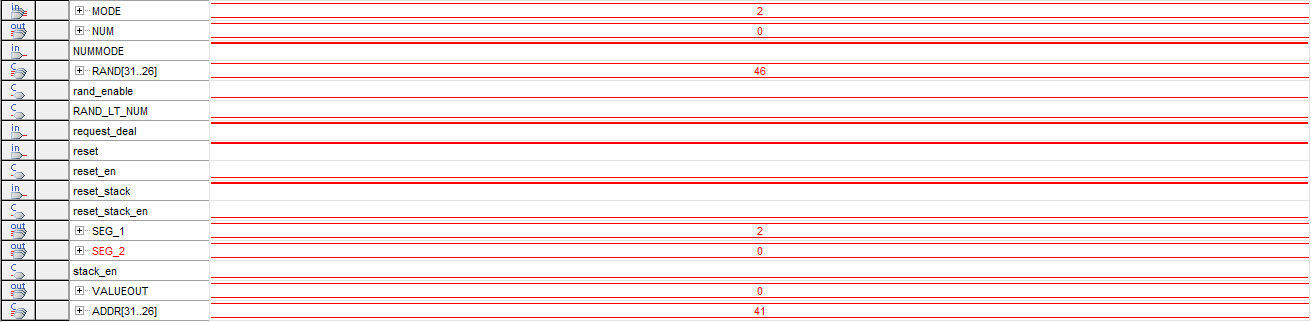 in MODE 2
out NUM 0
in NUMMODE
C RAND[31..26] 46
C rand_enable
C RAND_LT_NUM
in request_deal
in reset
C reset_en
in reset_stack
C reset_stack_en
out SEG_1 2
out SEG_2 0
C stack_en
out VALUEOUT 0
C ADDR[31..26] 41